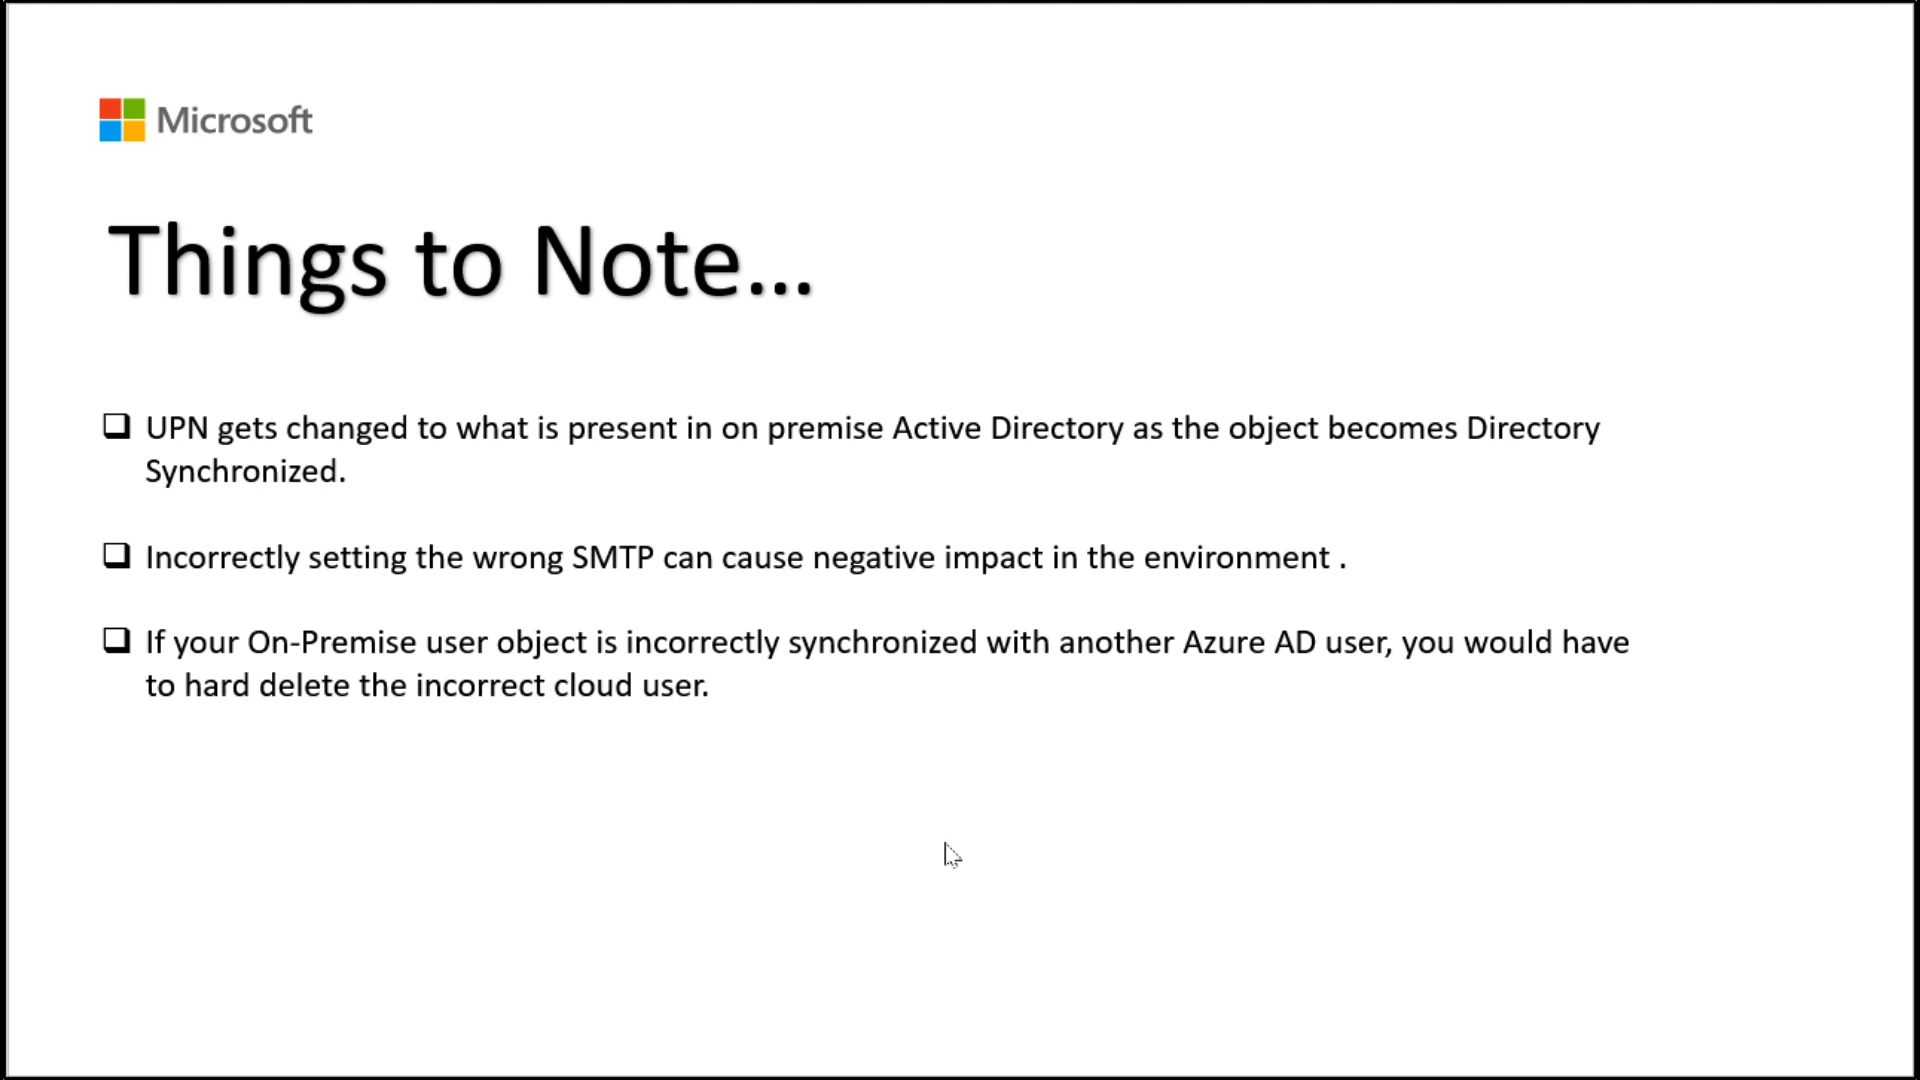 Microsoft
Things to Note...
UPN gets changed to what is present in on premise Active Directory as the object becomes Directory
Synchronized.
Incorrectly setting the wrong SMTP can cause negative impact in the environment .
If your On-Premise user object is incorrectly synchronized with another Azure AD user, you would have
to hard delete the incorrect cloud user.